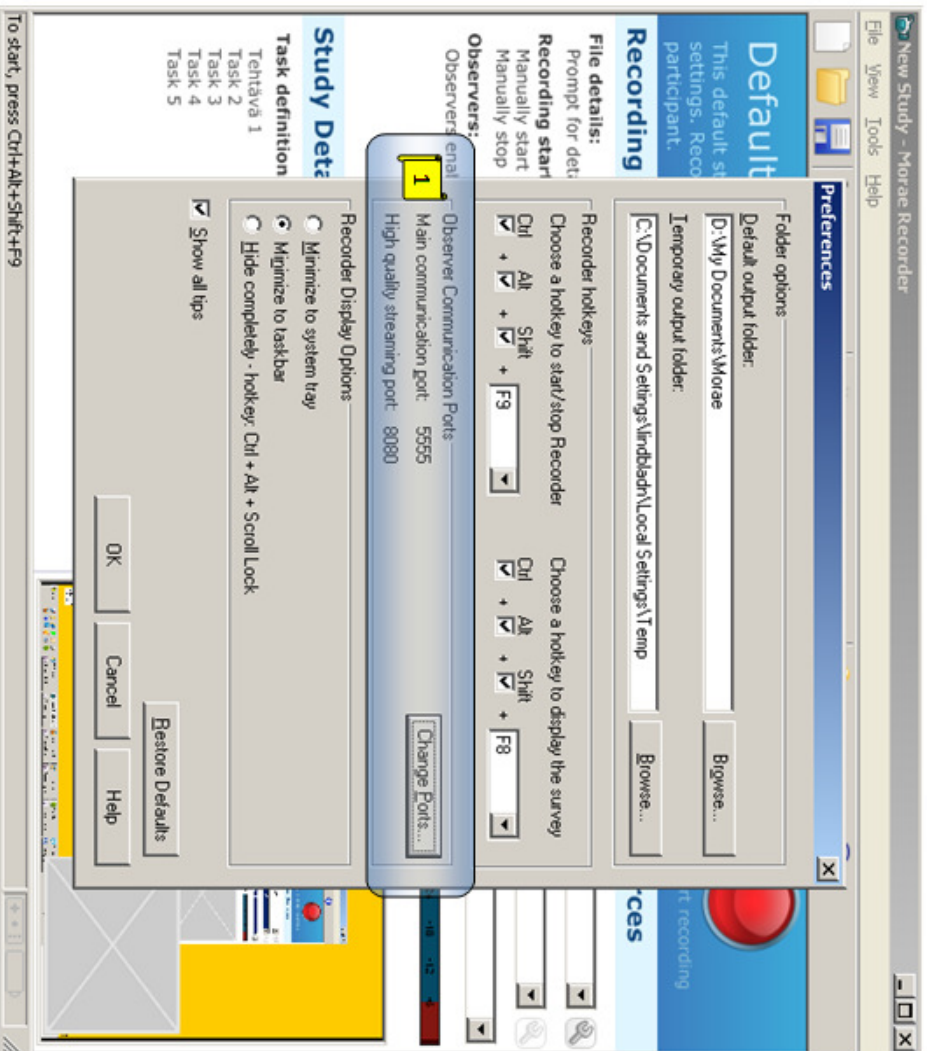 New Study - Morae Recorder
File View Tools Help
Default
This default st
settings. Reco
participant.
rt recording
Recording
rces
File details:
Prompt for deta
Recording start
Manually start
Manually stop
Observers:
Observers enal
Study Deta
Task definition
Tehtävä 1
Task 2
Task 3
Task 4
Task 5
To start, press Ctrl+Alt+Shift+F9
Preferences
Folder options
Default output folder:
D:\My Documents\Morae
Browse...
Temporary output folder:
C:\Documents and Settings\lindbladn\Local Settings\Temp
Browse...
Recorder hotkeys
Choose a hotkey to start/stop Recorder
Ctrl + Alt + Shift + F9
Choose a hotkey to display the survey
Ctrl + Alt + Shift + F8
1
Observer Communication Ports
Main communication port: 5555
High quality streaming port: 8080
Change Ports...
Recorder Display Options
Minimize to system tray
Minimize to taskbar
Hide completely - hotkey: Ctrl + Alt + Scroll Lock
Show all tips
Restore Defaults
OK Cancel Help
-18 -12